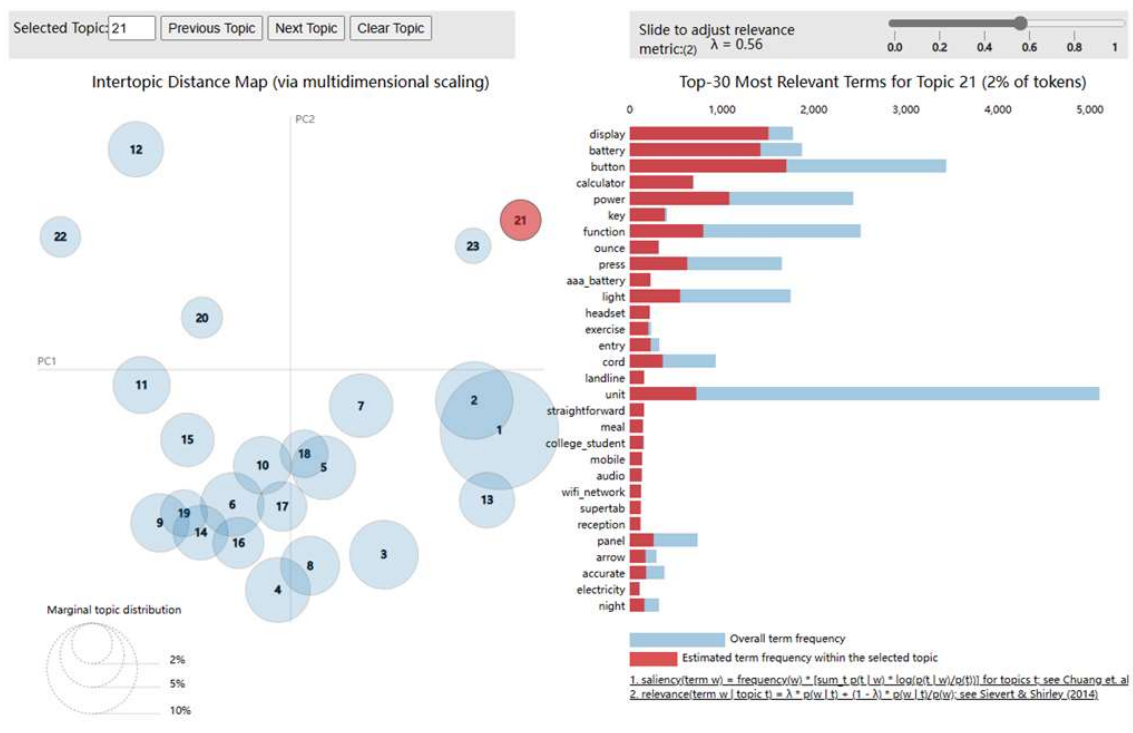 Selected Topic: 21 Previous Topic Next Topic Clear Topic
Slide to adjust relevance
metric:(2) λ = 0.56
0.0 0.2 0.4 0.6 0.8 1
Intertopic Distance Map (via multidimensional scaling)
PC2
PC1
12
22
21
23
20
11
2
7
1
15
18
10
5
13
6
17
19
9
14
16
3
8
4
Marginal topic distribution
2%
5%
10%
Top-30 Most Relevant Terms for Topic 21 (2% of tokens)
0 1,000 2,000 3,000 4,000 5,000
display
battery
button
calculator
power
key
function
ounce
press
aaa_battery
light
headset
exercise
entry
cord
landline
unit
straightforward
meal
college_student
mobile
audio
wifi_network
supertab
reception
panel
arrow
accurate
electricity
night
Overall term frequency
Estimated term frequency within the selected topic
1. saliency(term w) = frequency(w) * [sum_t p(t | w) * log(p(t | w)/p(t))] for topics t; see Chuang et. al
2. relevance(term w | topic t) = λ * p(w | t) + (1 - λ) * p(w | t)/p(w); see Sievert & Shirley (2014)